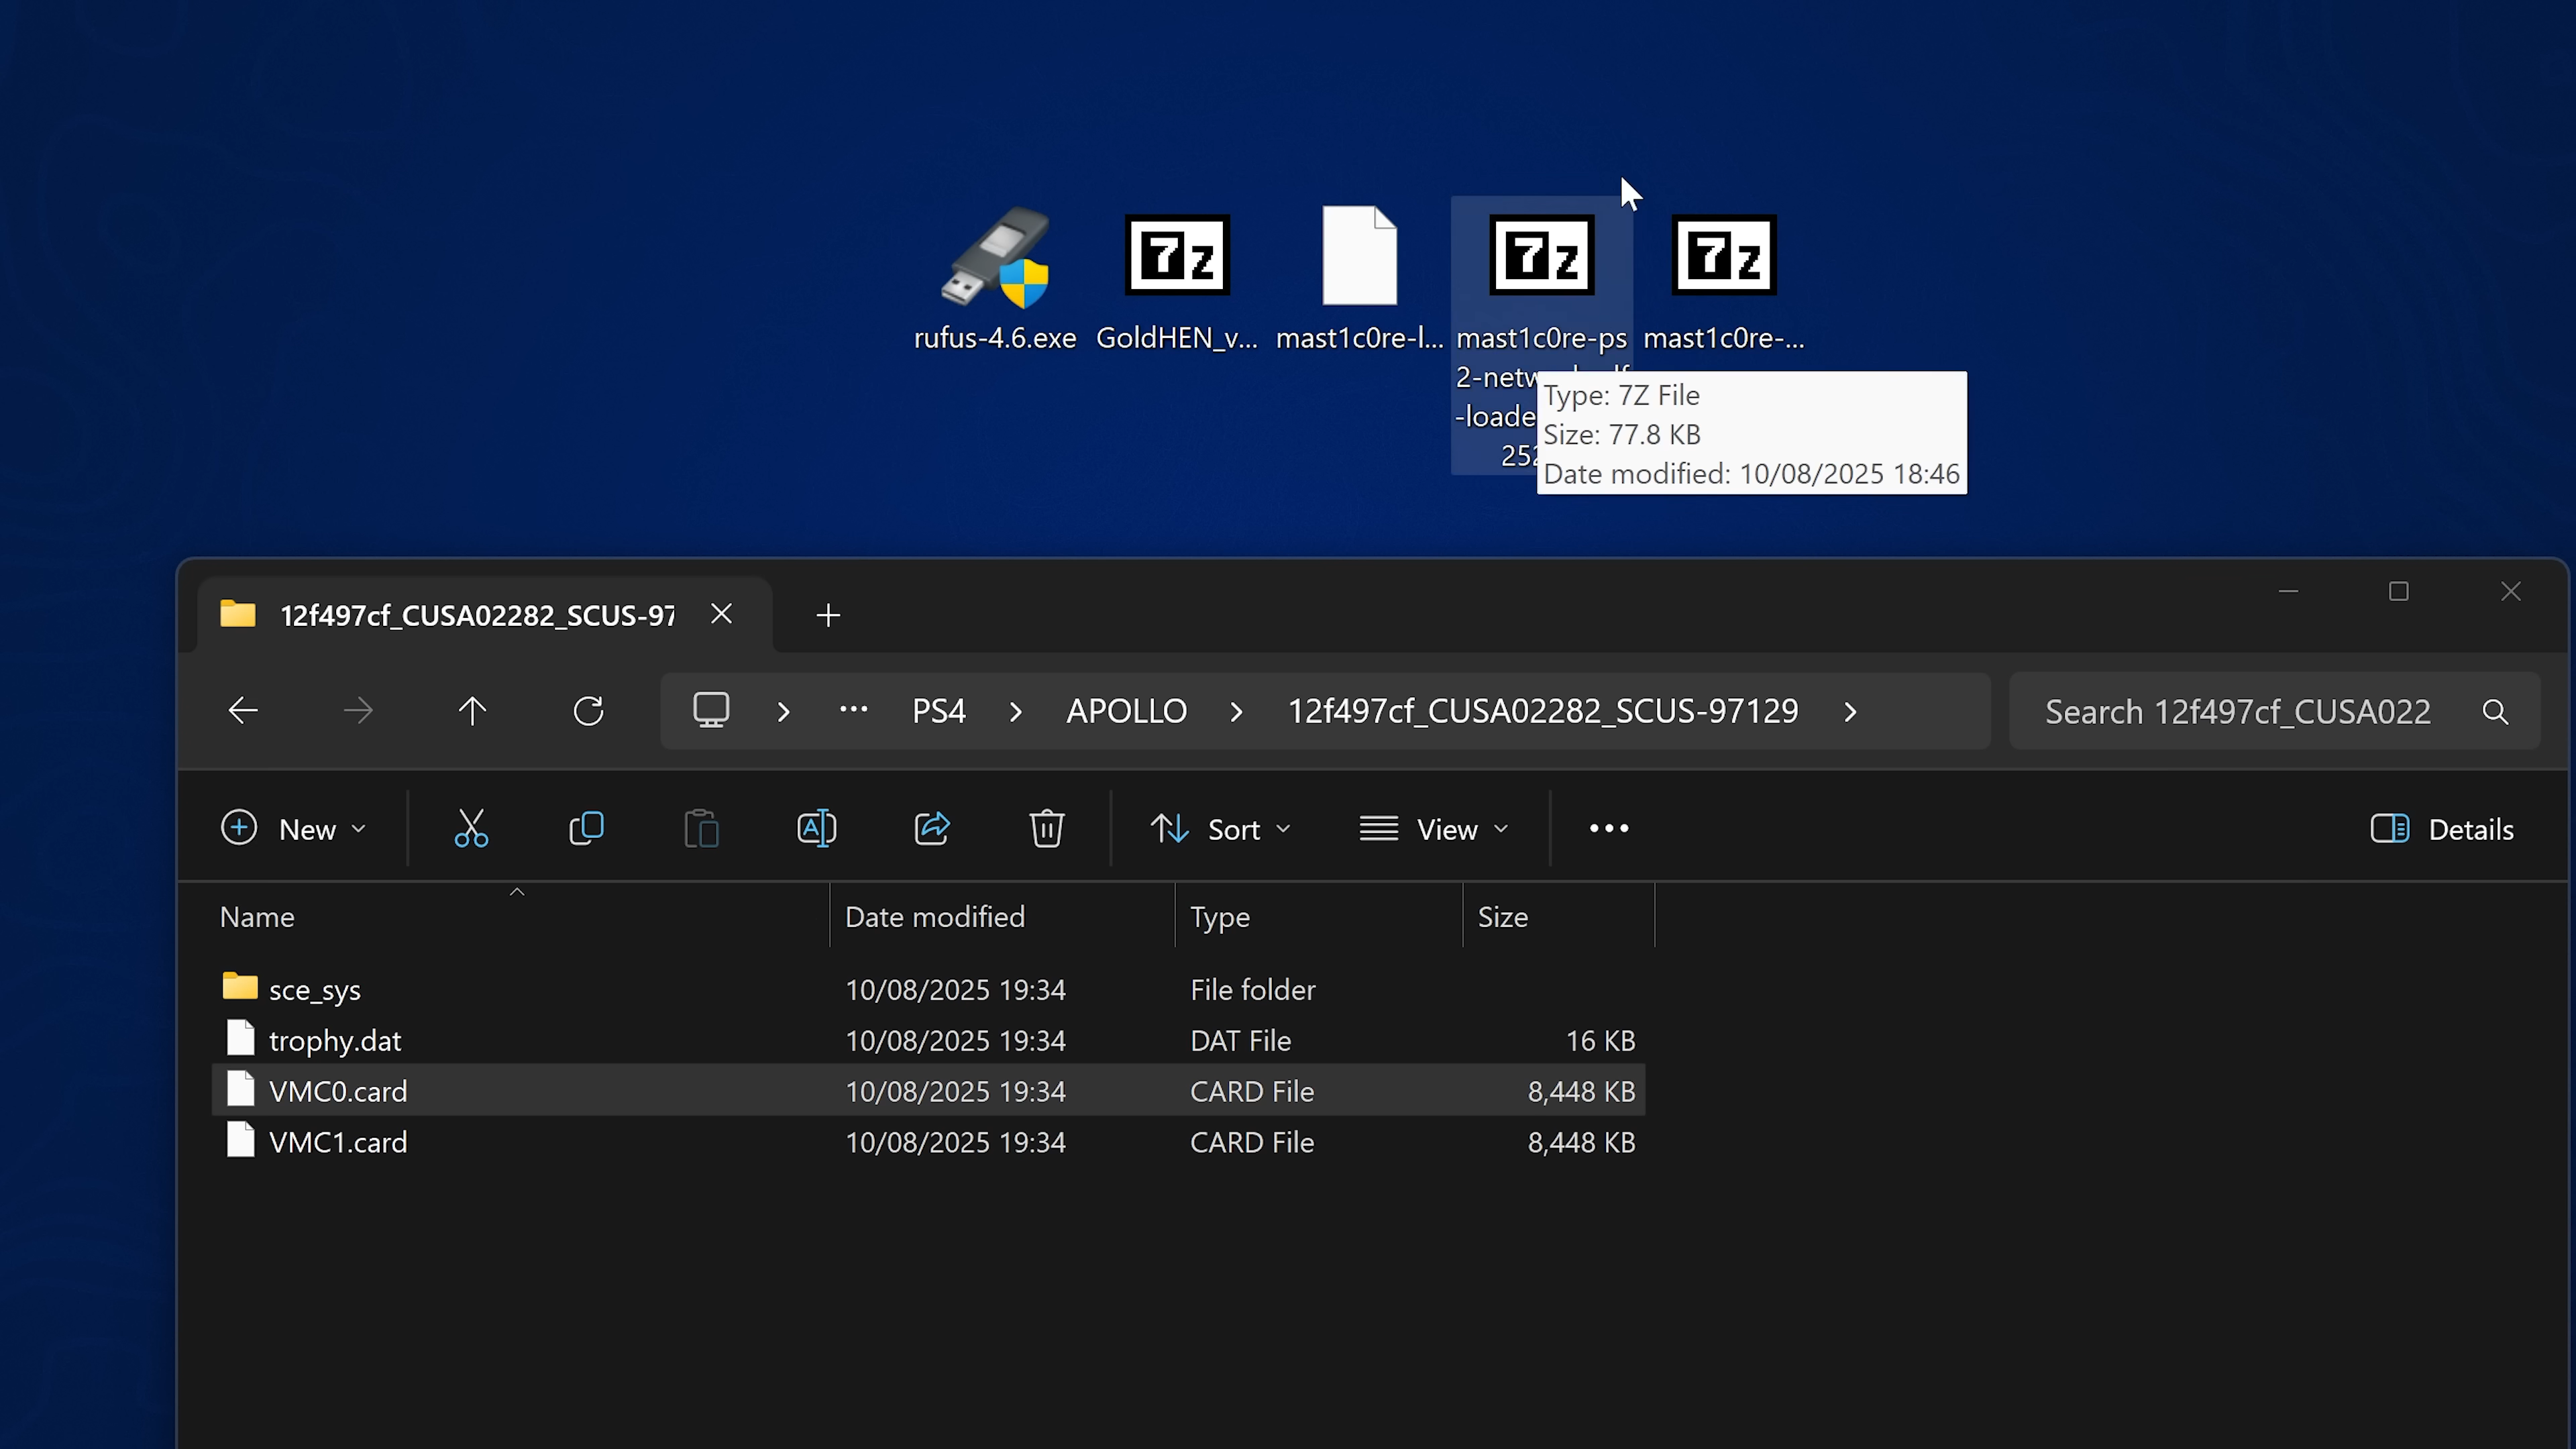 rufus-4.6.exe
GoldHEN_v...
mast1c0re-l...
mast1c0re-ps
-loade
252
mast1c0re-...
Type: 7Z File
Size: 77.8 KB
Date modified: 10/08/2025 18:46
12f497cf_CUSA02282_SCUS-97
PS4 > APOLLO > 12f497cf_CUSA02282_SCUS-97129 >
Search 12f497cf_CUSA022
New
Sort
View
Details
Name Date modified Type Size
sce_sys 10/08/2025 19:34 File folder
trophy.dat 10/08/2025 19:34 DAT File 16 KB
VMC0.card 10/08/2025 19:34 CARD File 8,448 KB
VMC1.card 10/08/2025 19:34 CARD File 8,448 KB